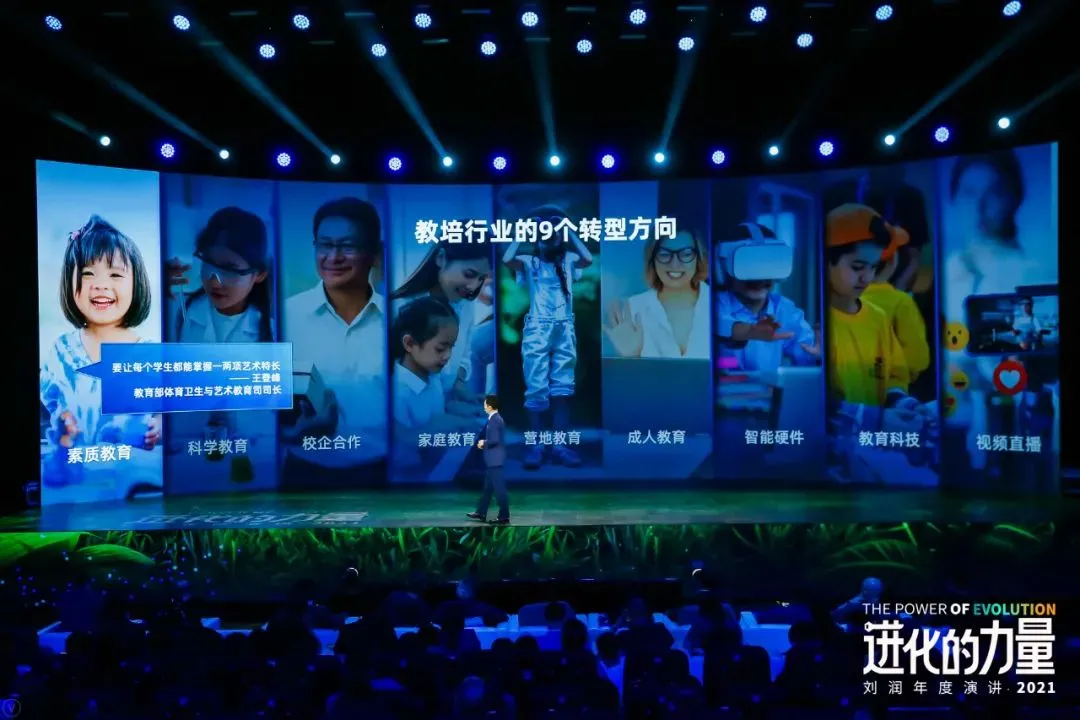 教培行业的9个转型方向
要让每个学生都能掌握一两项艺术特长
—— 王登峰
教育部体育卫生与艺术教育司司长
素质教育
科学教育
校企合作
家庭教育
营地教育
成人教育
智能硬件
教育科技
视频直播
进化的力量
THE POWER OF EVOLUTION
进化的力量
刘润年度演讲·2021